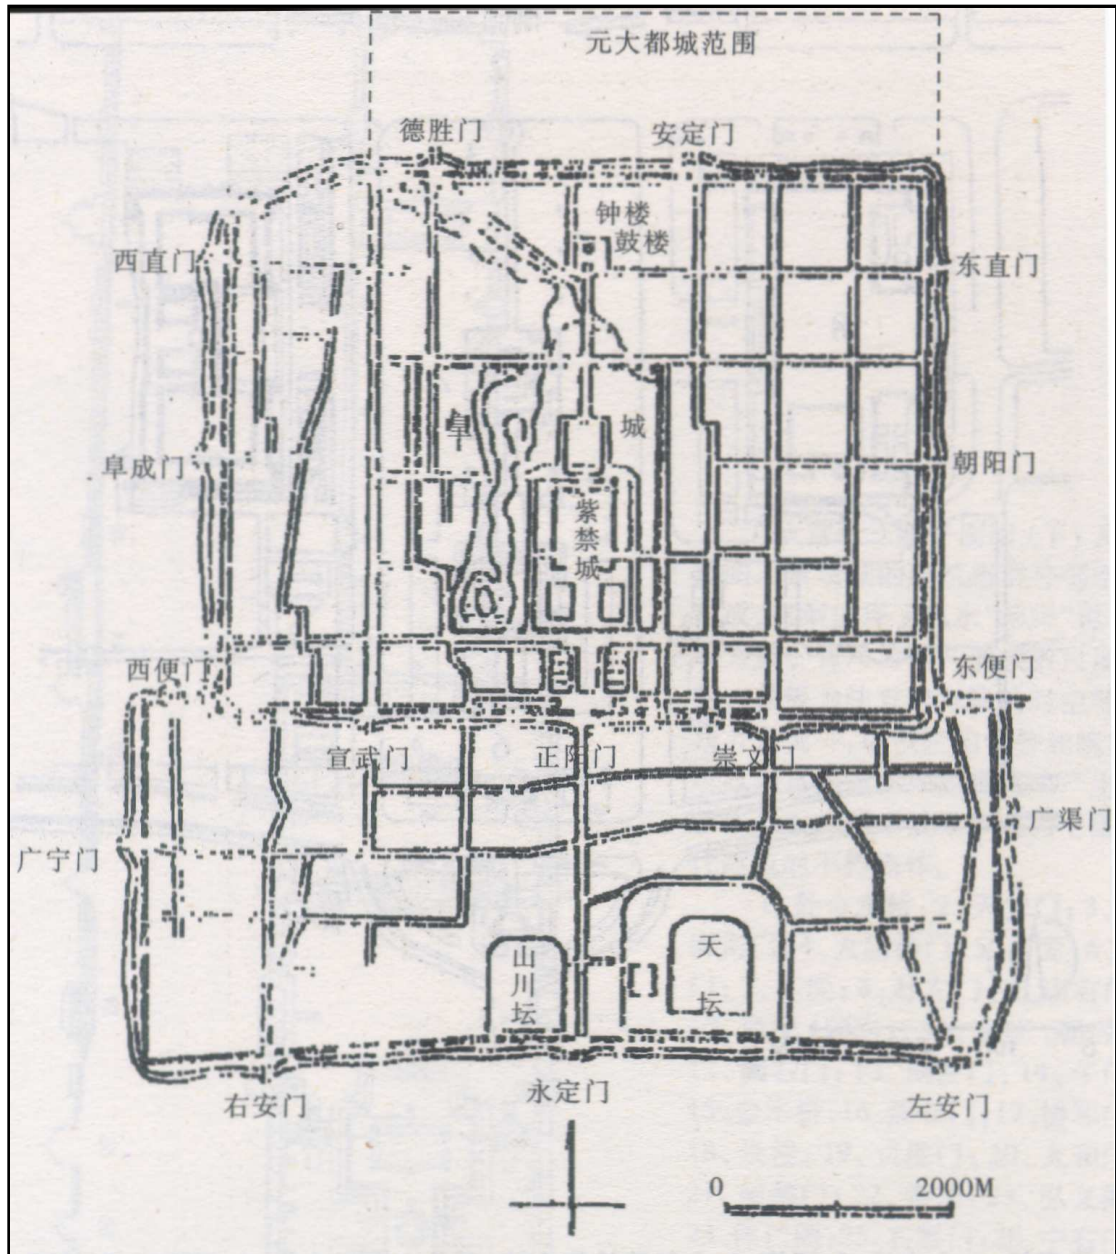 元大都城范围
德胜门
安定门
钟楼
鼓楼
西直门
东直门
城
阜成门
朝阳门
紫禁城
西便门
东便门
宣武门
正阳门
崇文门
广渠门
广宁门
山川坛
天坛
右安门
永定门
左安门
0 2000M